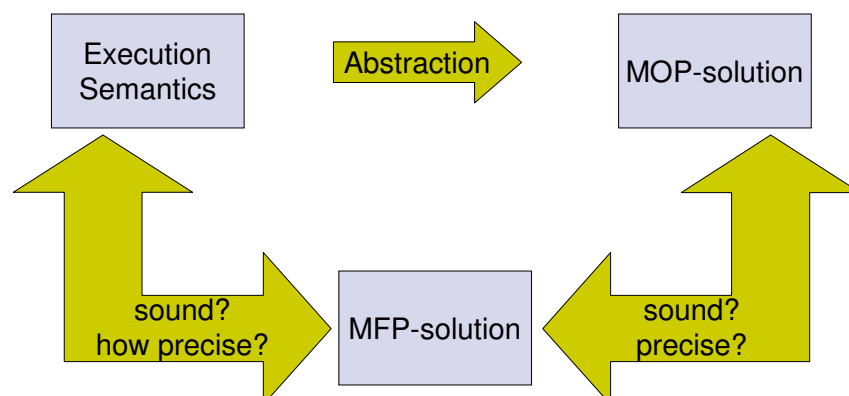 Execution
Semantics
Abstraction
MOP-solution
sound?
how precise?
MFP-solution
sound?
precise?